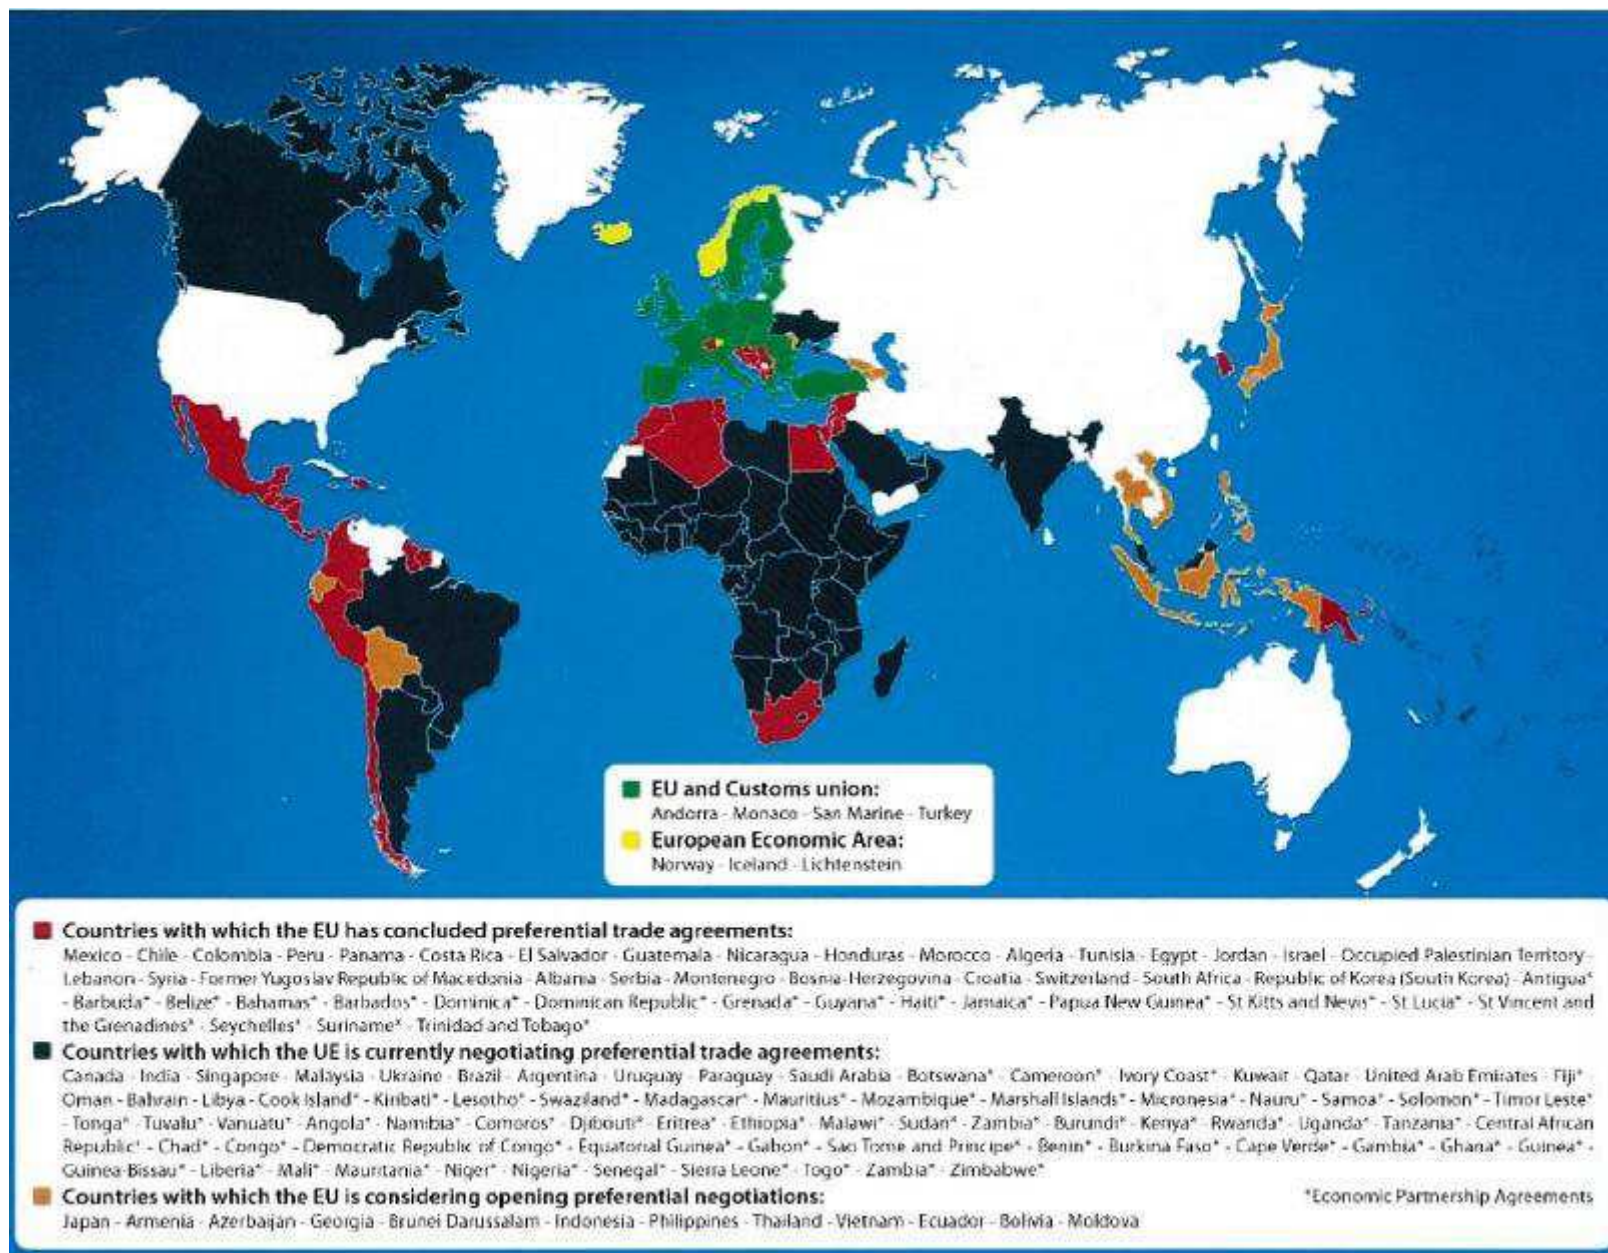 EU and Customs union:
Andorra - Monaco - San Marine - Turkey
European Economic Area:
Norway - Iceland - Lichtenstein
Countries with which the EU has concluded preferential trade agreements:
Mexico - Chile - Colombia - Peru - Panama - Costa Rica - El Salvador - Guatemala - Nicaragua - Honduras - Morocco - Algeria - Tunisia - Egypt - Jordan - Israel - Occupied Palestinian Territory -
Lebanon - Syria - Former Yugoslav Republic of Macedonia - Albania - Serbia - Montenegro - Bosnia-Herzegovina - Croatia - Switzerland - South Africa - Republic of Korea (South Korea) - Antigua*
- Barbuda* - Belize* - Bahamas* - Barbados* - Dominica* - Dominican Republic* - Grenada* - Guyana* - Haiti* - Jamaica* - Papua New Guinea* - St Kitts and Nevis* - St Lucia* - St Vincent and
the Grenadines* - Seychelles* - Suriname* - Trinidad and Tobago*
Countries with which the UE is currently negotiating preferential trade agreements:
Canada - India - Singapore - Malaysia - Ukraine - Brazil - Argentina - Uruguay - Paraguay - Saudi Arabia - Botswana* - Cameroon* - Ivory Coast* - Kuwait - Qatar - United Arab Emirates - Fiji* -
Oman - Bahrain - Libya - Cook Island* - Kiribati* - Lesotho* - Swaziland* - Madagascar* - Mauritius* - Mozambique* - Marshall Islands* - Micronesia* - Nauru* - Samoa* - Solomon* - Timor Leste*
- Tonga* - Tuvalu* - Vanuatu* - Angola* - Namibia* - Comoros* - Djibouti* - Eritrea* - Ethiopia* - Malawi* - Sudan* - Zambia* - Burundi* - Kenya* - Rwanda* - Uganda* - Tanzania* - Central African
Republic* - Chad* - Congo* - Democratic Republic of Congo* - Equatorial Guinea* - Gabon* - Sao Tome and Principe* - Benin* - Burkina Faso* - Cape Verde* - Gambia* - Ghana* - Guinea* -
Guinea-Bissau* - Liberia* - Mali* - Mauritania* - Niger* - Nigeria* - Senegal* - Sierra Leone* - Togo* - Zambia* - Zimbabwe*
Countries with which the EU is considering opening preferential negotiations:
*Economic Partnership Agreements
Japan - Armenia - Azerbaijan - Georgia - Brunei Darussalam - Indonesia - Philippines - Thailand - Vietnam - Ecuador - Bolivia - Moldova